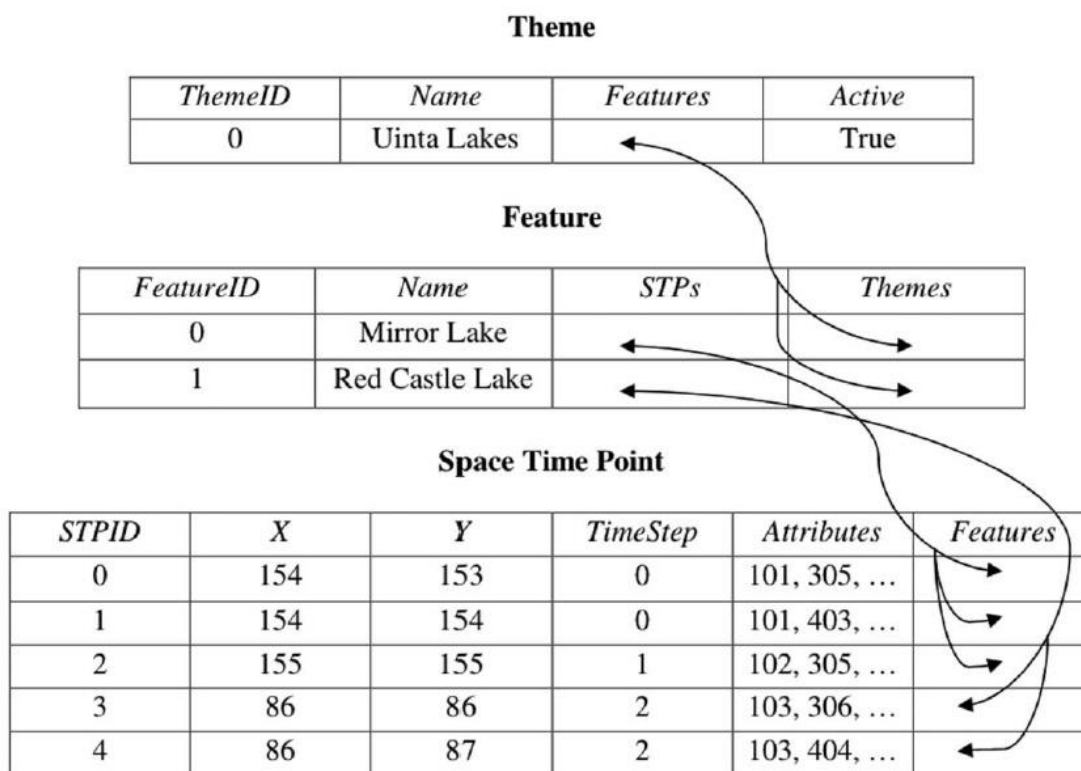 Theme
ThemeID Name Features Active
0 Uinta Lakes True
Feature
FeatureID Name STPs Themes
0 Mirror Lake
1 Red Castle Lake
Space Time Point
STPID X Y TimeStep Attributes Features
0 154 153 0 101, 305, …
1 154 154 0 101, 403, …
2 155 155 1 102, 305, …
3 86 86 2 103, 306, …
4 86 87 2 103, 404, …